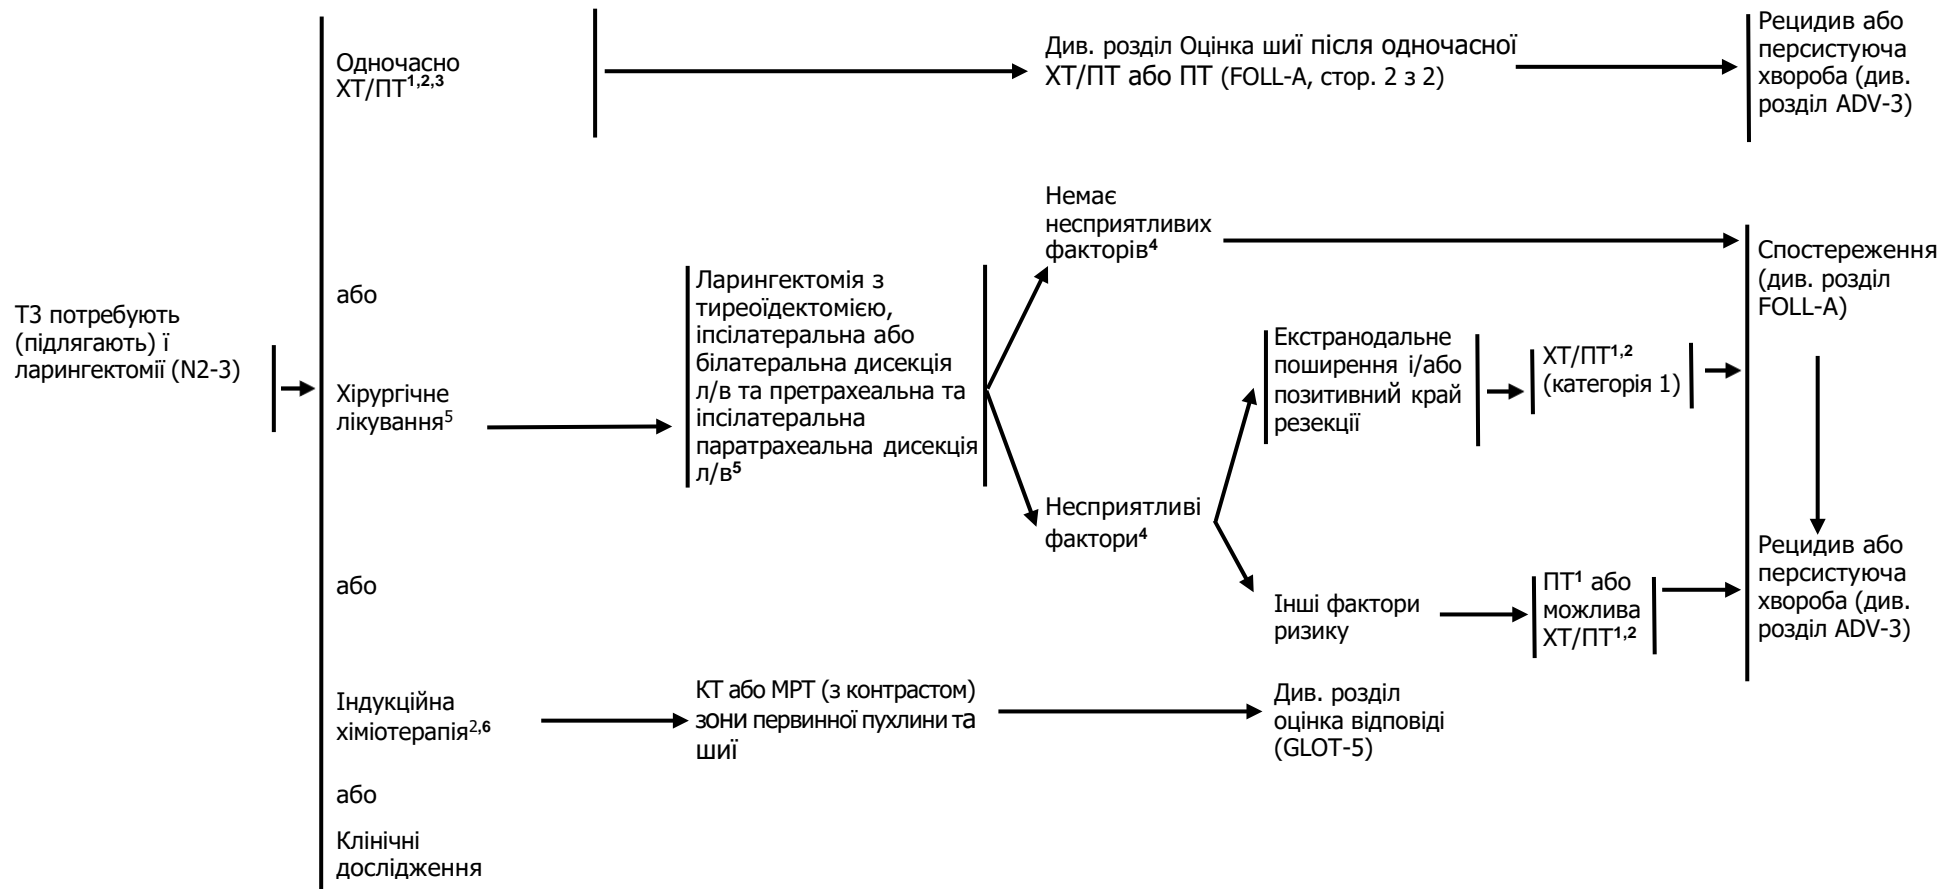 Одночасно
ХТ/ПТ1,2,3
Див. розділ Оцінка шиї після одночасної
ХТ/ПТ або ПТ (FOLL-A, стор. 2 з 2)
Рецидив або
персистуюча
хвороба (див.
розділ ADV-3)
Т3 потребують
(підлягають) ї
ларингектомії (N2-3)
або
Хірургічне
лікування5
Ларингектомія з
тиреоїдектомією,
іпсілатеральна або
білатеральна дисекція
л/в та претрахеальна та
іпсілатеральна
паратрахеальна дисекція
л/в5
Немає
несприятливих
факторів4
Несприятливі
фактори4
Екстранодальне
поширення і/або
позитивний край
резекції
ХТ/ПТ1,2
(категорія 1)
Інші фактори
ризику
ПТ1 або
можлива
ХТ/ПТ1,2
Спостереження
(див. розділ
FOLL-A)
Рецидив або
персистуюча
хвороба (див.
розділ ADV-3)
або
Індукційна
хіміотерапія2,6
КТ або МРТ (з контрастом)
зони первинної пухлини та
шиї
Див. розділ
оцінка відповіді
(GLOT-5)
або
Клінічні
дослідження